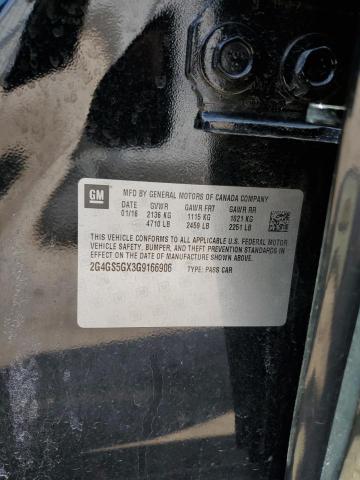 GM
MFD BY GENERAL MOTORS OF CANADA COMPANY
DATE GVWR GAWR FRT GAWR RR
01/16 2136 KG 1115 KG 1021 KG
4710 LB 2459 LB 2251 LB
THIS VEHICLE CONFORMS TO ALL APPLICABLE U.S. FEDERAL MOTOR
VEHICLE SAFETY, BUMPER, AND THEFT PREVENTION STANDARDS IN
EFFECT ON THE DATE OF MANUFACTURE SHOWN ABOVE.
2G4GS5GX3G9166906 TYPE: PASS CAR